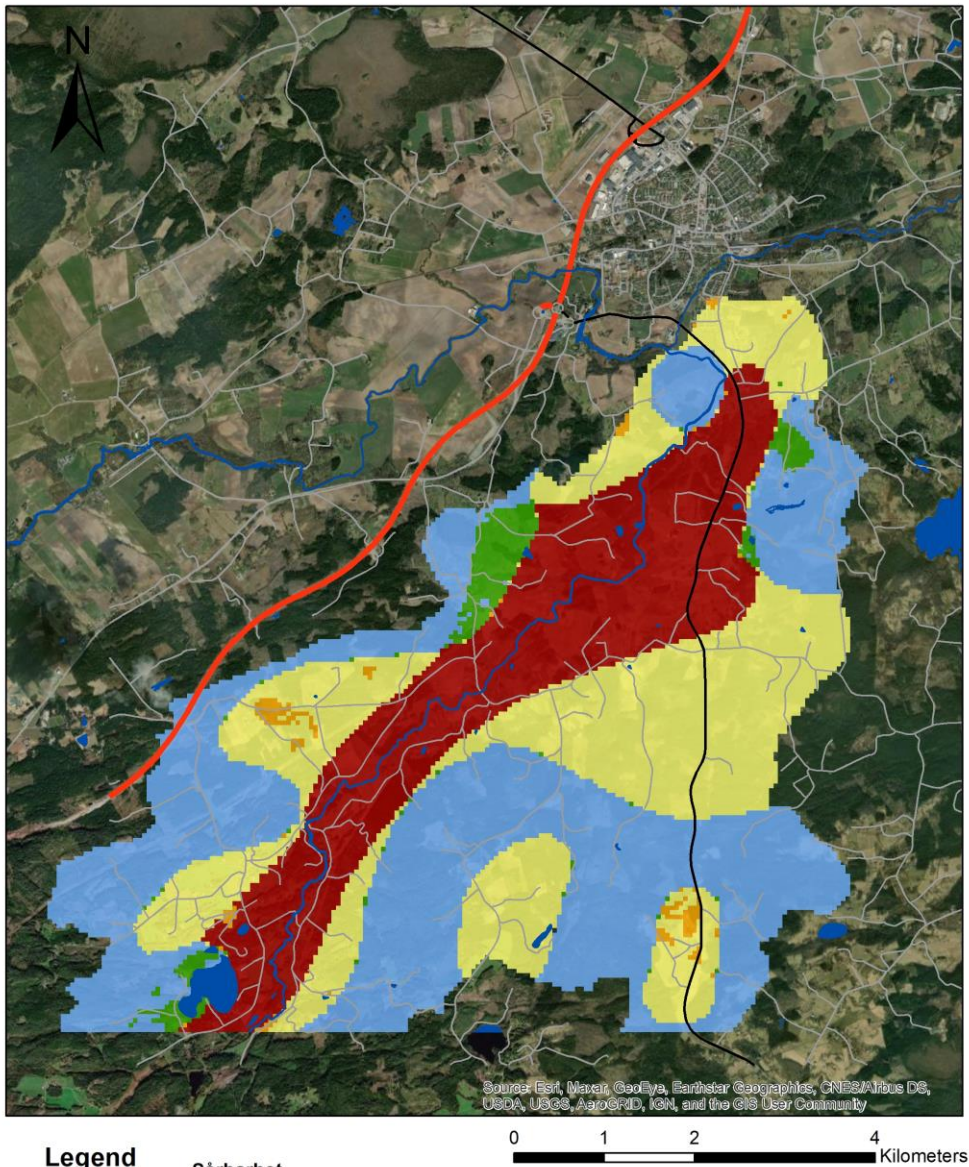 N
Source: Esri, Maxar, GeoEye, Earthstar Geographics, CNES/Airbus DS,
USDA, USGS, AeroGRID, IGN, and the GIS User Community
0 1 2 4
Kilometers
Legend